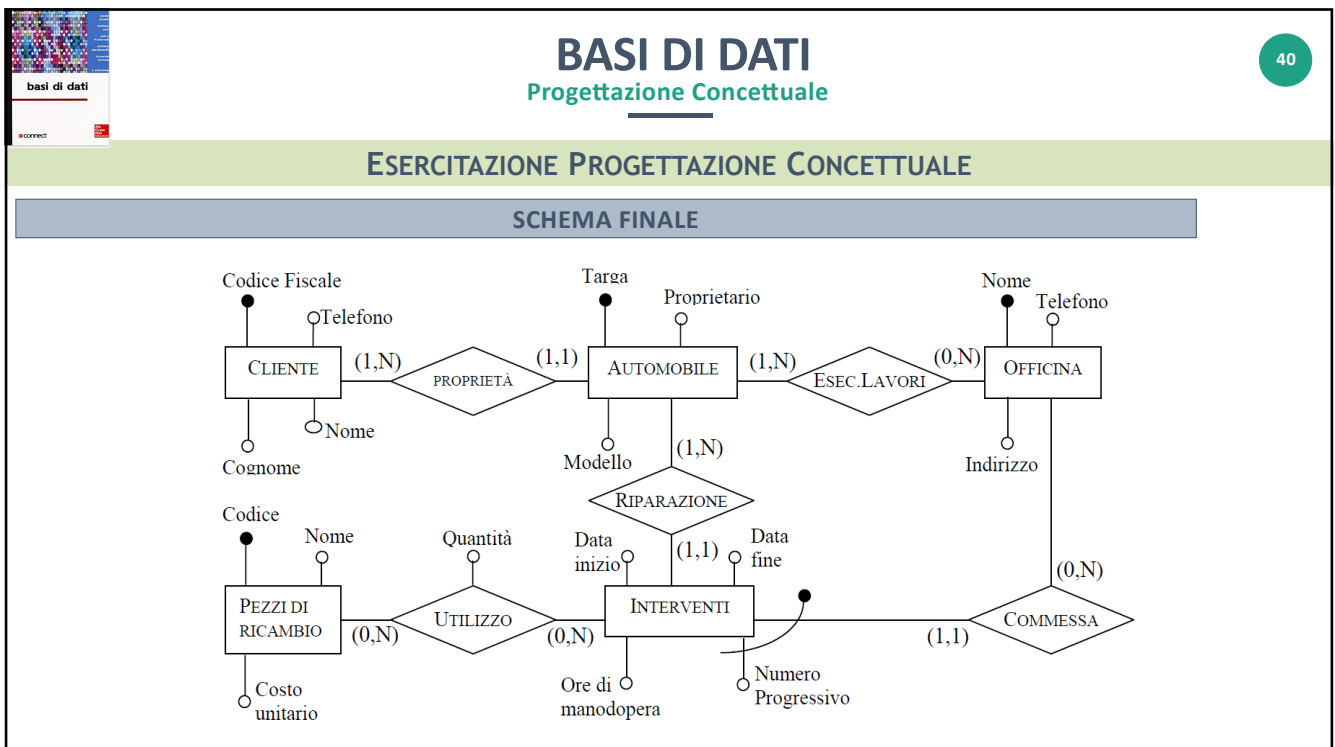 basi di dati
connect
BASI DI DATI
Progettazione Concettuale
40
ESERCITAZIONE PROGETTAZIONE CONCETTUALE
SCHEMA FINALE
Codice Fiscale
Targa
Nome
Telefono
Proprietario
Telefono
CLIENTE
(1,N)
PROPRIETÀ
(1,1)
AUTOMOBILE
(1,N)
ESEC.LAVORI
(0,N)
OFFICINA
Nome
Cognome
Modello
(1,N)
Indirizzo
RIPARAZIONE
Codice
Nome
Quantità
Data
inizio
(1,1)
Data
fine
(0,N)
PEZZI DI
RICAMBIO
(0,N)
UTILIZZO
(0,N)
INTERVENTI
(1,1)
COMMESSA
Costo
unitario
Ore di
manodopera
Numero
Progressivo